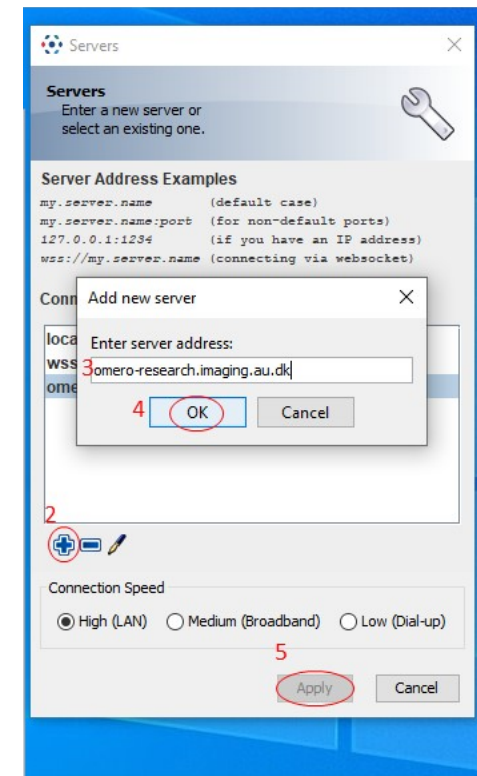 Servers
Servers
Enter a new server or
select an existing one.
Server Address Examples
my.server.name (default case)
my.server.name:port (for non-default ports)
127.0.0.1:1234 (if you have an IP address)
wss://my.server.name (connecting via websocket)
Conn
Add new server
loca
Enter server address:
wss
3 omero-research.imaging.au.dk
ome
4 OK Cancel
2
Connection Speed
High (LAN) Medium (Broadband) Low (Dial-up)
5
Apply Cancel